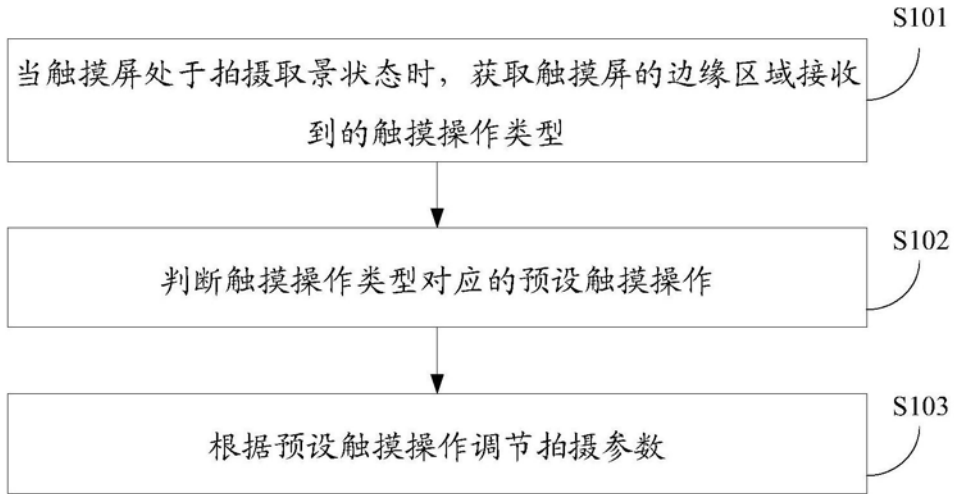 S101
当触摸屏处于拍摄取景状态时，获取触摸屏的边缘区域接收
到的触摸操作类型
S102
判断触摸操作类型对应的预设触摸操作
S103
根据预设触摸操作调节拍摄参数